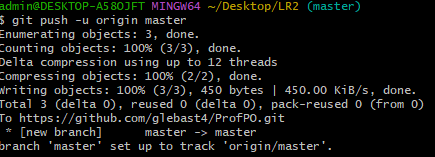 admin@DESKTOP-A58OJFT MINGW64 ~/Desktop/LR2 (master)
$ git push -u origin master
Enumerating objects: 3, done.
Counting objects: 100% (3/3), done.
Delta compression using up to 12 threads
Compressing objects: 100% (2/2), done.
Writing objects: 100% (3/3), 450 bytes | 450.00 KiB/s, done.
Total 3 (delta 0), reused 0 (delta 0), pack-reused 0 (from 0)
To https://github.com/glebast4/ProfPO.git
 * [new branch]      master -> master
branch 'master' set up to track 'origin/master'.